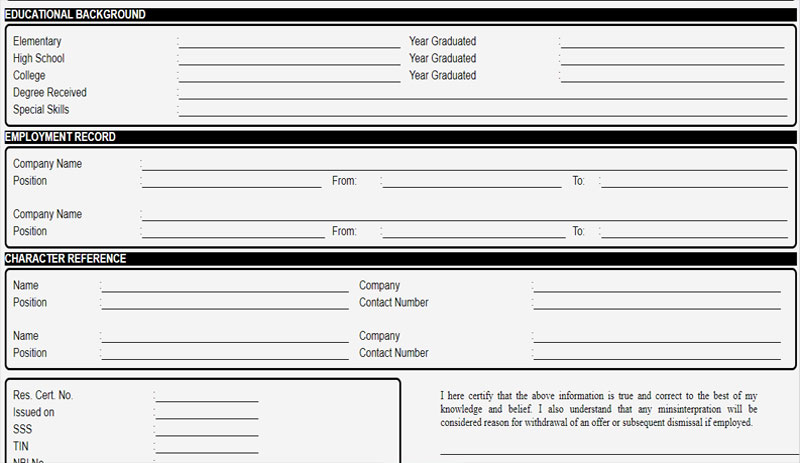 EDUCATIONAL BACKGROUND
Elementary : Year Graduated :
High School : Year Graduated :
College : Year Graduated :
Degree Received :
Special Skills :
EMPLOYMENT RECORD
Company Name :
Position : From: : To: :
Company Name :
Position : From: : To: :
CHARACTER REFERENCE
Name : Company :
Position : Contact Number :
Name : Company :
Position : Contact Number :
Res. Cert. No. :
Issued on :
SSS :
TIN :
NBI No :
I here certify that the above information is true and correct to the best of my
knowledge and belief. I also understand that any minsinterpration will be
considered reason for withdrawal of an offer or subsequent dismissal if employed.